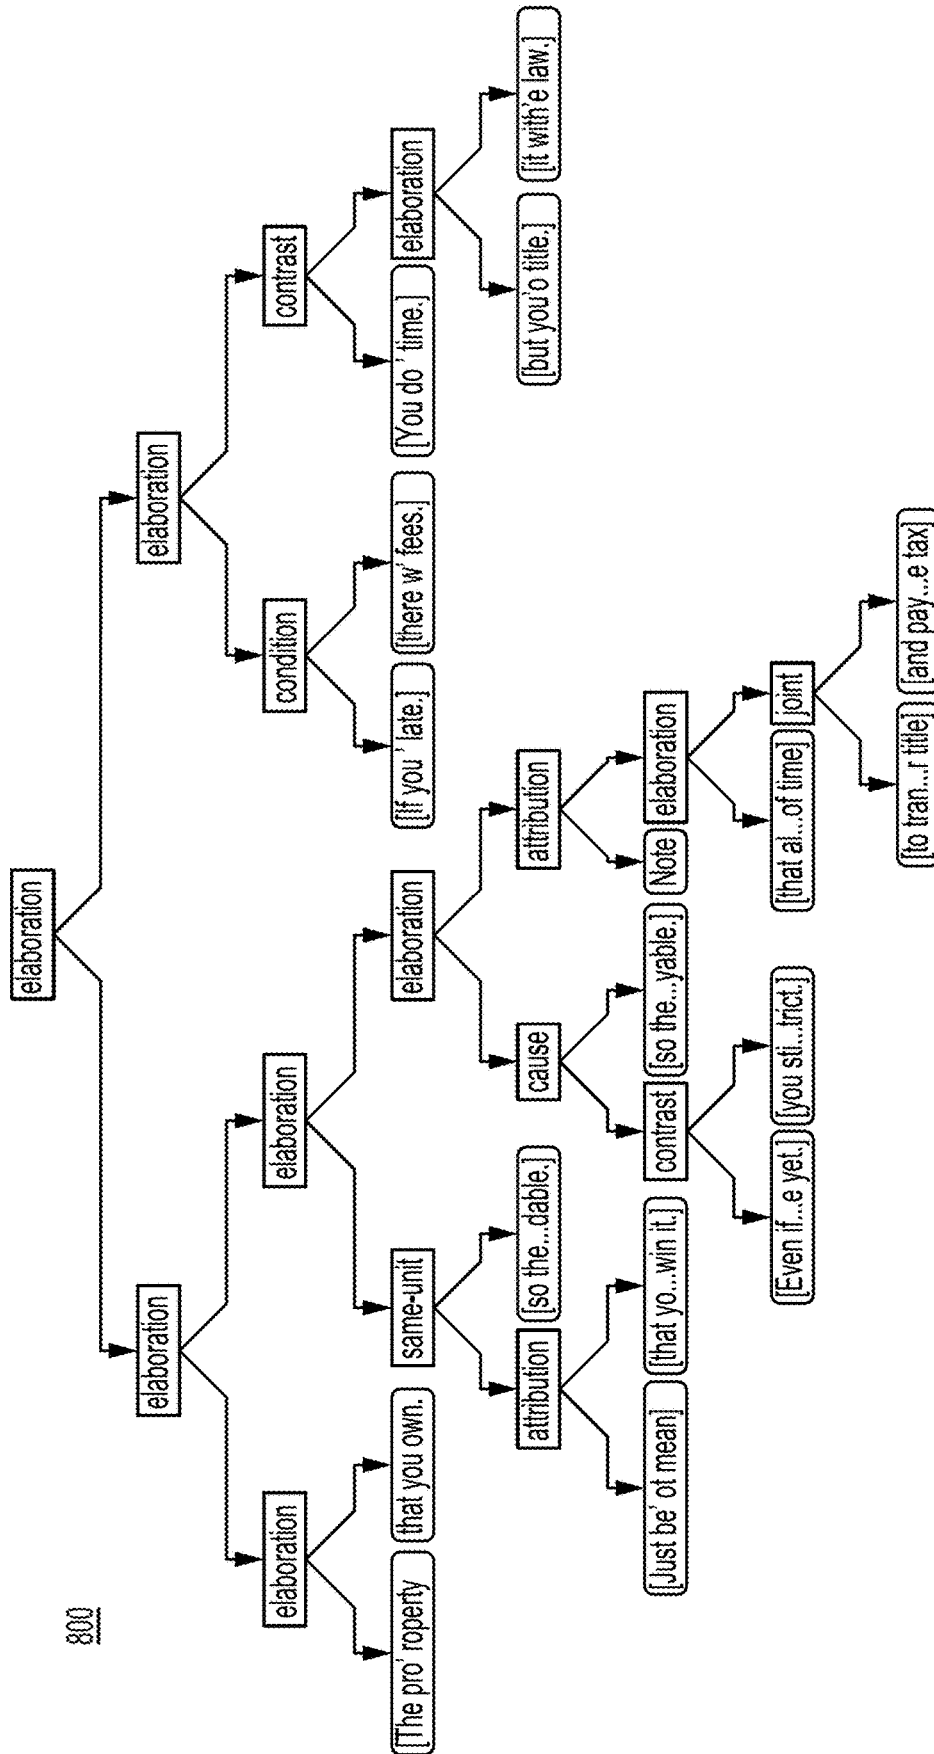 800
elaboration
elaboration
elaboration
elaboration
elaboration
condition
contrast
[The pro' roperty
that you own.
same-unit
elaboration
[If you ' late.]
[there w' fees.]
[You do ' time.]
elaboration
attribution
[so the...dable.]
cause
attribution
[but you'o title.]
[it with'e law.]
[Just be' ot mean]
[that yo...win it.]
contrast
[so the...yable.]
Note
elaboration
[Even if...e yet.]
[you sti...trict.]
[that al...of time]
joint
[to tran...r title]
[and pay...e tax]